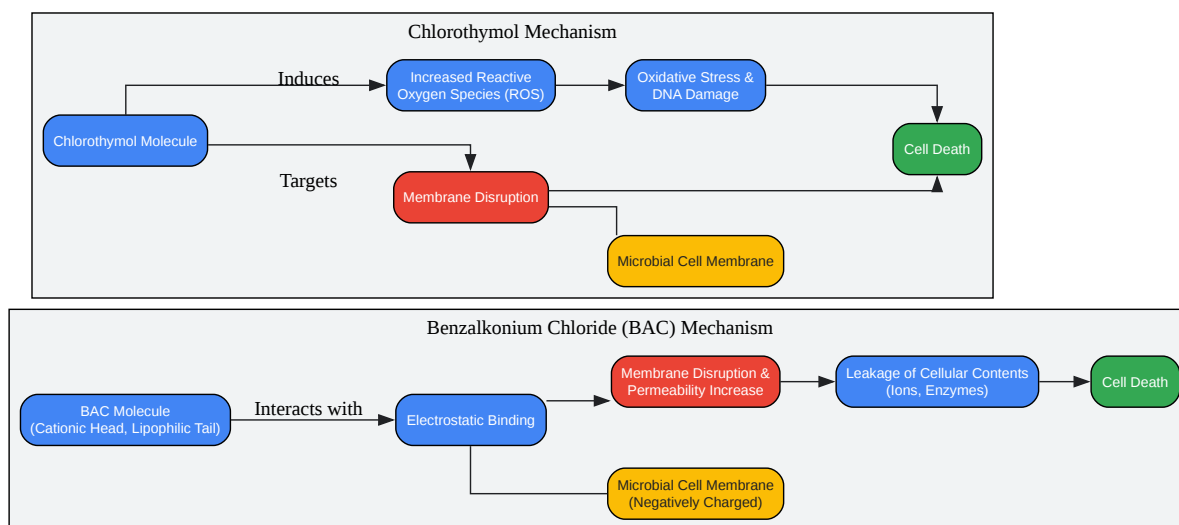 Chlorothymol Mechanism
Induces
Increased Reactive
Oxygen Species (ROS)
Oxidative Stress &
DNA Damage
Chlorothymol Molecule
Cell Death
Targets
Membrane Disruption
Microbial Cell Membrane
Benzalkonium Chloride (BAC) Mechanism
BAC Molecule
(Cationic Head, Lipophilic Tail)
Interacts with
Electrostatic Binding
Membrane Disruption &
Permeability Increase
Leakage of Cellular Contents
(Ions, Enzymes)
Cell Death
Microbial Cell Membrane
(Negatively Charged)